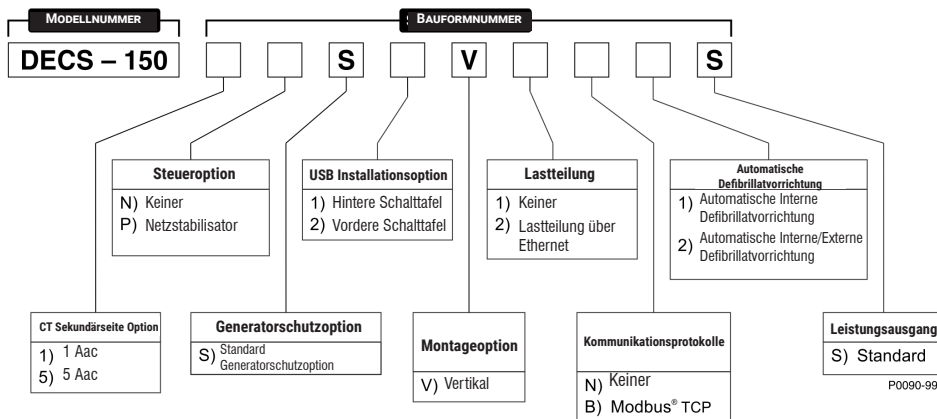 MODELLNUMMER
BAUFORMNUMMER
DECS – 150
S
V
S
Steueroption
N) Keiner
P) Netzstabilisator
USB Installationsoption
1) Hintere Schalttafel
2) Vordere Schalttafel
Lastteilung
1) Keiner
2) Lastteilung über
Ethernet
Automatische
Defibrillatvorrichtung
1) Automatische Interne
Defibrillatvorrichtung
2) Automatische Interne/Externe
Defibrillatvorrichtung
CT Sekundärseite Option
1) 1 Aac
5) 5 Aac
Generatorschutzoption
S) Standard
Generatorschutzoption
Montageoption
V) Vertikal
Kommunikationsprotokolle
N) Keiner
B) Modbus® TCP
Leistungsausgang
S) Standard
P0090-99